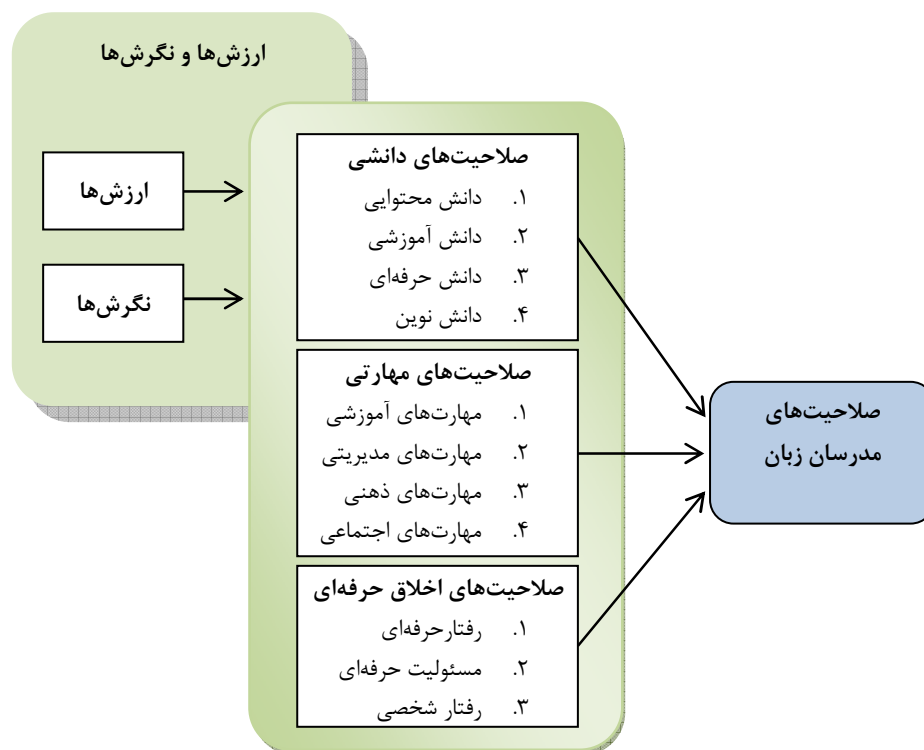 ارزش‌ها و نگرش‌ها
ارزش‌ها
نگرش‌ها
صلاحیت‌های دانشی
۱. دانش محتوایی
۲. دانش آموزشی
۳. دانش حرفه‌ای
۴. دانش نوین
صلاحیت‌های مهارتی
۱. مهارت‌های آموزشی
۲. مهارت‌های مدیریتی
۳. مهارت‌های ذهنی
۴. مهارت‌های اجتماعی
صلاحیت‌های اخلاق حرفه‌ای
۱. رفتارحرفه‌ای
۲. مسئولیت حرفه‌ای
۳. رفتار شخصی
صلاحیت‌های
مدرسان زبان